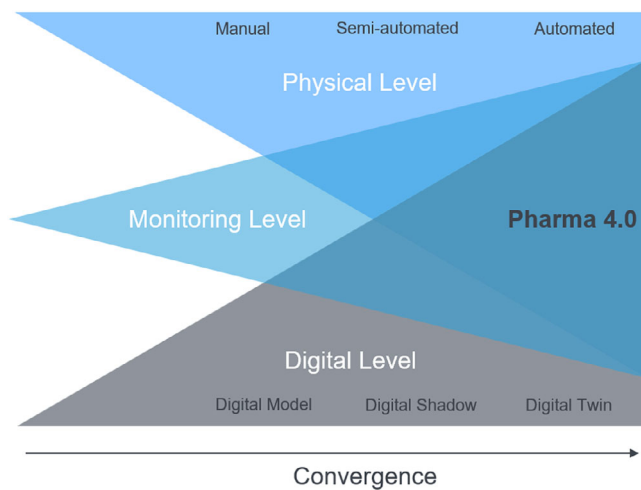 Manual Semi-automated Automated
Physical Level
Monitoring Level Pharma 4.0
Digital Level
Digital Model Digital Shadow Digital Twin
Convergence